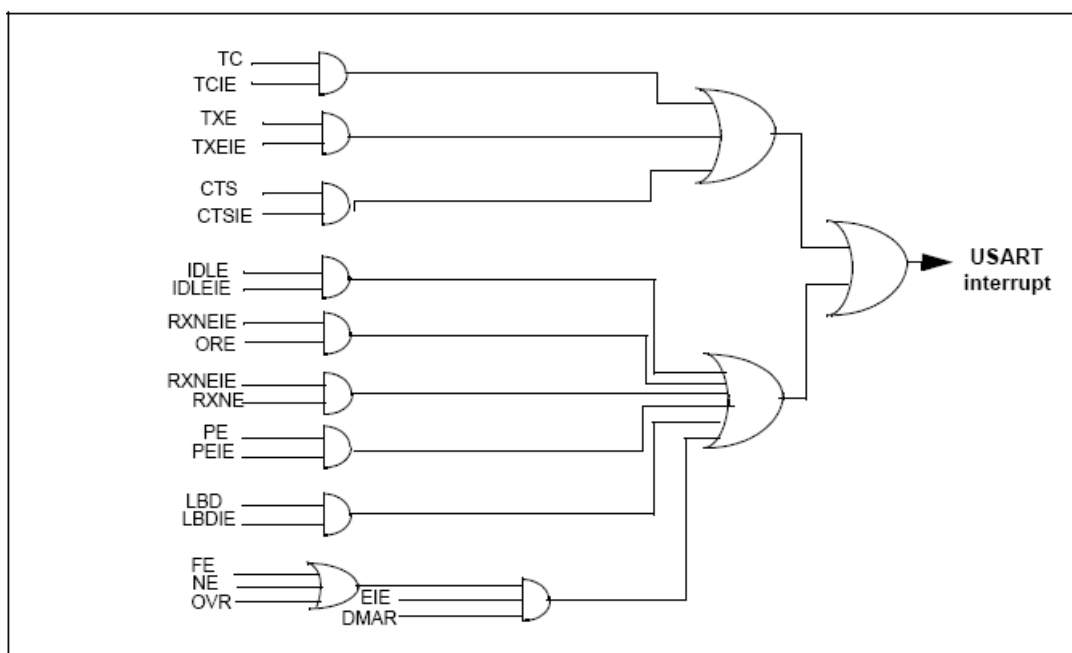 TC
TCIE
TXE
TXEIE
CTS
CTSIE
IDLE
IDLEIE
RXNEIE
ORE
RXNEIE
RXNE
PE
PEIE
LBD
LBDIE
FE
NE
OVR
EIE
DMAR
USART
interrupt